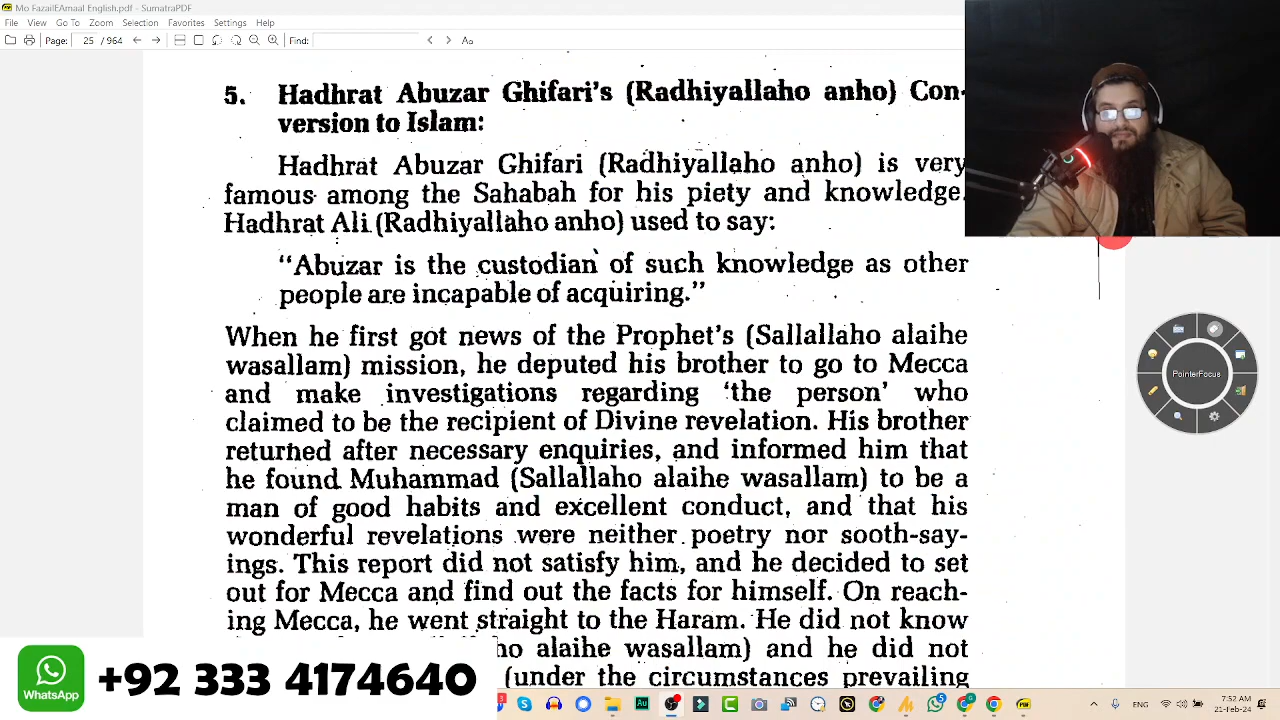 Mo FazailEAmaal English.pdf - SumatraPDF
File View Go To Zoom Selection Favorites Settings Help
Page: 25 / 964 Find: Aa
5. Hadhrat Abuzar Ghifari's (Radhiyallaho anho) Con-
version to Islam:
Hadhrat Abuzar Ghifari (Radhiyallaho anho) is very
famous among the Sahabah for his piety and knowledge.
Hadhrat Ali (Radhiyallaho anho) used to say:
"Abuzar is the custodian of such knowledge as other
people are incapable of acquiring."
When he first got news of the Prophet's (Sallallaho alaihe
wasallam) mission, he deputed his brother to go to Mecca
and make investigations regarding 'the person' who
claimed to be the recipient of Divine revelation. His brother
returned after necessary enquiries, and informed him that
he found Muhammad (Sallallaho alaihe wasallam) to be a
man of good habits and excellent conduct, and that his
wonderful revelations were neither poetry nor sooth-say-
ings. This report did not satisfy him, and he decided to set
out for Mecca and find out the facts for himself. On reach-
ing Mecca, he went straight to the Haram. He did not know
ho alaihe wasallam) and he did not
(under the circumstances prevailing
PointerFocus
WhatsApp
+92 333 4174640
ENG
7:52 AM
21-Feb-24